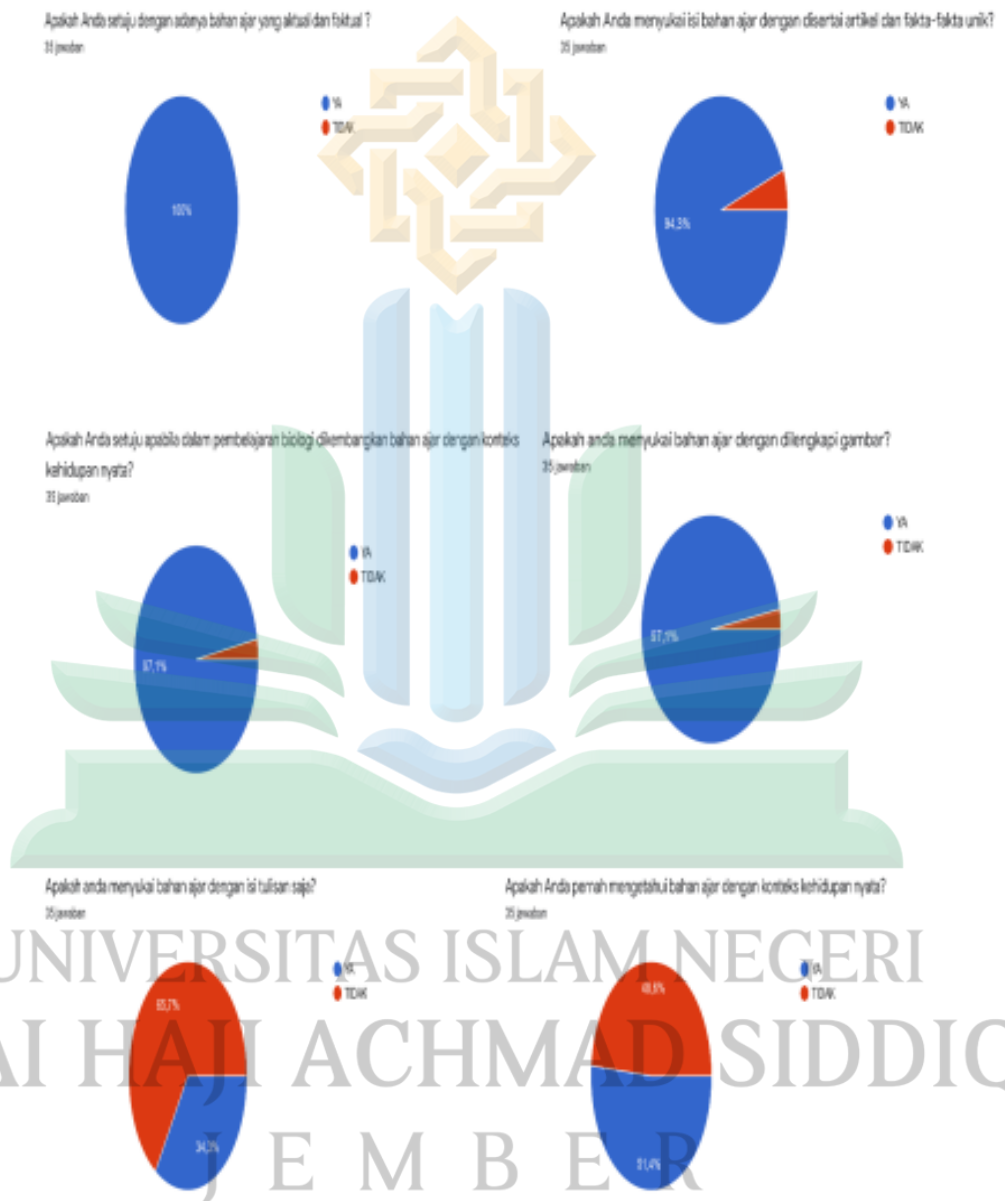 Apakah Anda setuju dengan adanya bahan ajar yang aktual dan faktual ?
35 jawaban
YA
TIDAK
100%
Apakah Anda menyukai isi bahan ajar dengan disertai artikel dan fakta-fakta unik?
35 jawaban
YA
TIDAK
94,3%
Apakah Anda setuju apabila dalam pembelajaran biologi dikembangkan bahan ajar dengan konteks
kehidupan nyata?
35 jawaban
YA
TIDAK
97,1%
Apakah anda menyukai bahan ajar dengan dilengkapi gambar?
35 jawaban
YA
TIDAK
97,1%
Apakah anda menyukai bahan ajar dengan isi tulisan saja?
35 jawaban
YA
TIDAK
65,7%
34,3%
Apakah Anda pernah mengetahui bahan ajar dengan konteks kehidupan nyata?
35 jawaban
YA
TIDAK
48,6%
51,4%
UNIVERSITAS ISLAM NEGERI
AI HAJI ACHMAD SIDDIQ
JEMBER